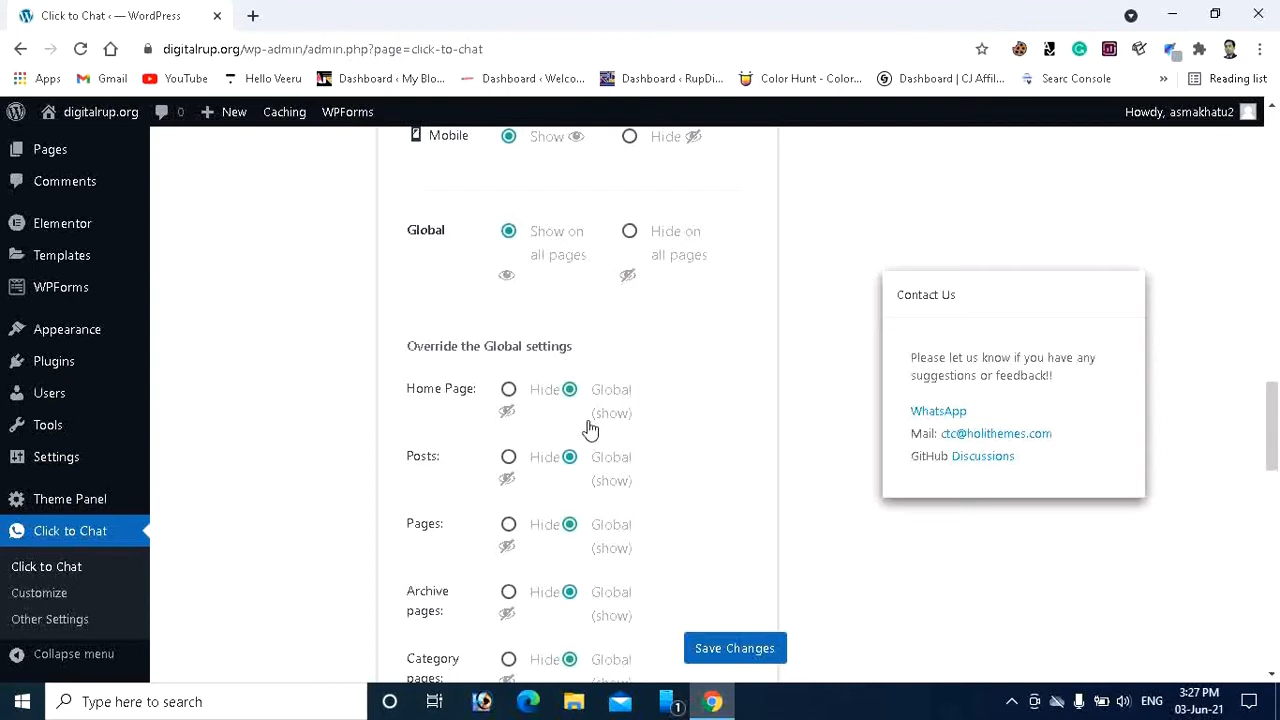 Click to Chat ‹ — WordPress
digitalrup.org/wp-admin/admin.php?page=click-to-chat
Apps Gmail YouTube Hello Veeru Dashboard ‹ My Blo... Dashboard ‹ Welco... Dashboard ‹ RupDi... Color Hunt - Color... Dashboard | CJ Affil... Searc Console » Reading list
digitalrup.org 0 New Caching WPForms Howdy, asmakhatu2
Pages
Comments
Elementor
Templates
WPForms
Appearance
Plugins
Users
Tools
Settings
Theme Panel
Click to Chat
Click to Chat
Customize
Other Settings
Collapse menu
Mobile Show Hide
Global Show on all pages Hide on all pages
Override the Global settings
Home Page: Hide Global (show)
Posts: Hide Global (show)
Pages: Hide Global (show)
Archive pages: Hide Global (show)
Category pages: Hide Global (show)
Save Changes
Contact Us
Please let us know if you have any
suggestions or feedback!!
WhatsApp
Mail: ctc@holithemes.com
GitHub Discussions
Type here to search
1
ENG
3:27 PM
03-Jun-21